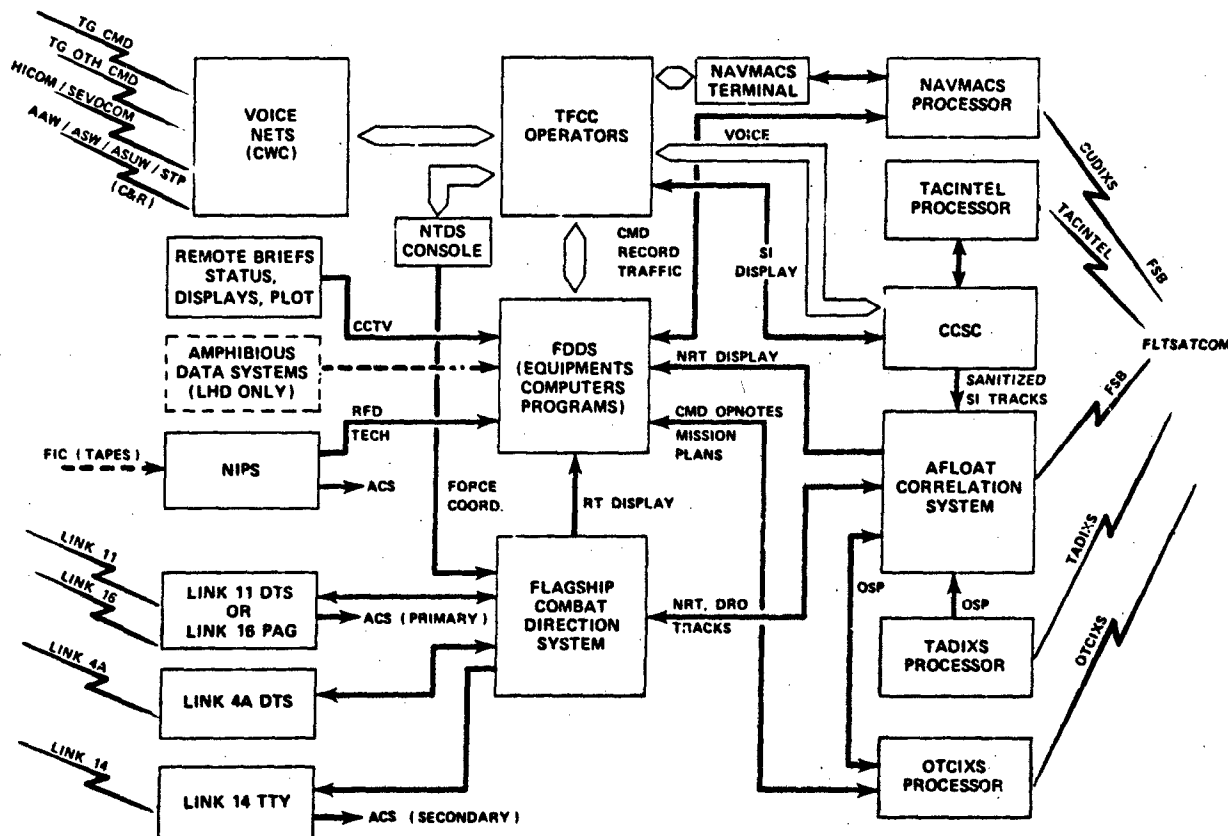 TG CMD
TG OTH CMD
HICOM / SEVOCOM
AAW / ASW / ASUW / STP
(C&R)
VOICE
NETS
(CWC)
TFCC
OPERATORS
NAVMACS
TERMINAL
NAVMACS
PROCESSOR
VOICE
CUDIXS
FSB
TACINTEL
PROCESSOR
TACINTEL
NTDS
CONSOLE
CMD
RECORD
TRAFFIC
SI
DISPLAY
REMOTE BRIEFS
STATUS,
DISPLAYS, PLOT
CCTV
FDDS
(EQUIPMENTS
COMPUTERS
PROGRAMS)
CCSC
FLTSATCOM
AMPHIBIOUS
DATA SYSTEMS
(LHD ONLY)
NRT DISPLAY
SANITIZED
SI TRACKS
FSB
RFD
TECH
CMD OPNOTES
MISSION
PLANS
FIC (TAPES)
NIPS
ACS
AFLOAT
CORRELATION
SYSTEM
FORCE
COORD.
RT DISPLAY
LINK 11
LINK 16
LINK 11 DTS
OR
LINK 16 PAG
ACS (PRIMARY)
FLAGSHIP
COMBAT
DIRECTION
SYSTEM
NRT, DRO
TRACKS
OSP
OSP
TADIXS
TADIXS
PROCESSOR
OTCIXS
LINK 4A
LINK 4A DTS
LINK 14
LINK 14 TTY
ACS (SECONDARY)
OTCIXS
PROCESSOR